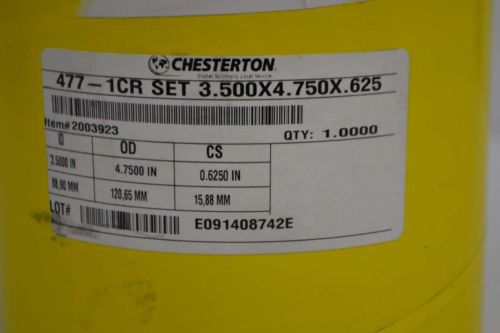 CHESTERTON
Global Solutions, Local Service.
477-1CR SET 3.500X4.750X.625
Item# 2003923
QTY: 1.0000
ID OD CS
3.5000 IN 4.7500 IN 0.6250 IN
88,90 MM 120,65 MM 15,88 MM
LOT# E091408742E